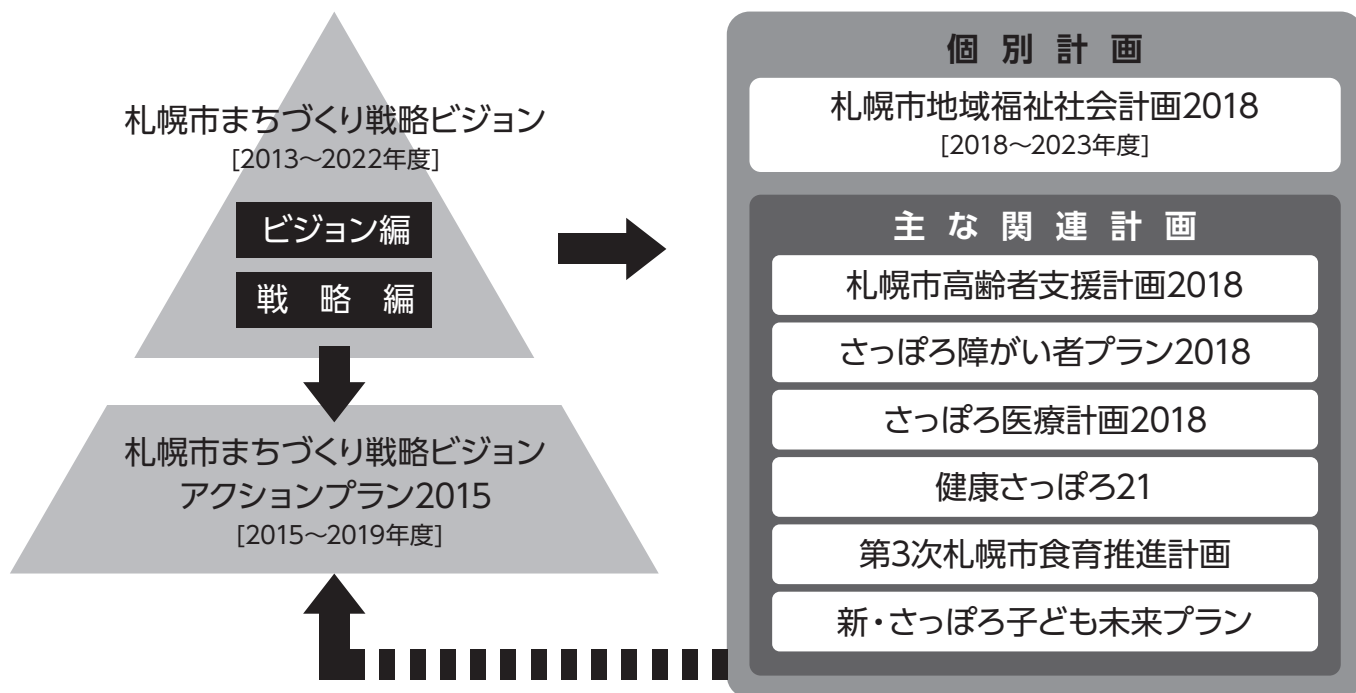 札幌市まちづくり戦略ビジョン
[2013～2022年度]
ビジョン編
戦略編
札幌市まちづくり戦略ビジョン
アクションプラン2015
[2015～2019年度]
個別計画
札幌市地域福祉社会計画2018
[2018～2023年度]
主な関連計画
札幌市高齢者支援計画2018
さっぽろ障がい者プラン2018
さっぽろ医療計画2018
健康さっぽろ21
第3次札幌市食育推進計画
新・さっぽろ子ども未来プラン